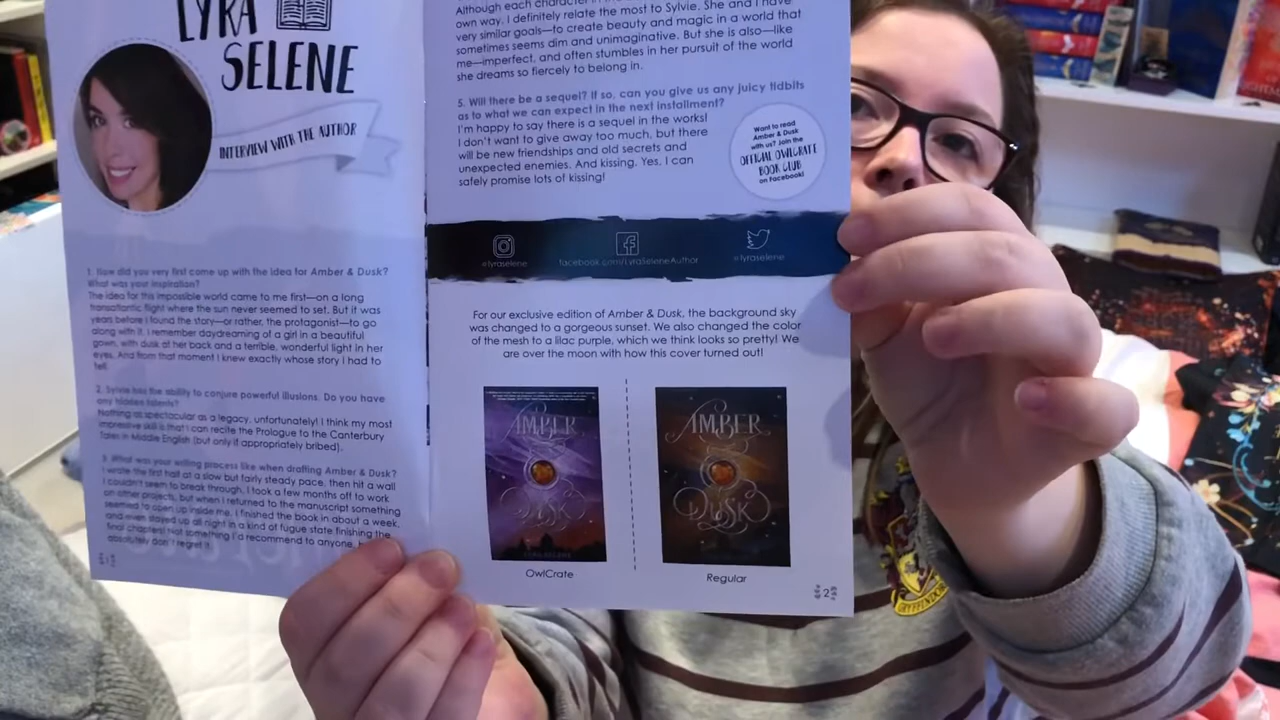 LYRA
SELENE
INTERVIEW WITH THE AUTHOR
1. How did you very first come up with the idea for Amber & Dusk?
What was your inspiration?
The idea for this impossible world came to me first—on a long
transatlantic flight where the sun never seemed to set. But it was
years before I found the story—or rather, the protagonist—to go
along with it. I remember daydreaming of a girl in a beautiful
gown, with dusk at her back and a terrible, wonderful light in her
eyes. And from that moment I knew exactly whose story I had to
tell.
2. Sylvie has the ability to conjure powerful illusions. Do you have
any hidden talents?
Nothing as spectacular as a legacy, unfortunately! I think my most
impressive skill is that I can recite the Prologue to the Canterbury
Tales in Middle English (but only if appropriately bribed).
3. What was your writing process like when drafting Amber & Dusk?
I wrote the first half at a slow but fairly steady pace, then hit a wall
I couldn't seem to break through. I took a few months off to work
on other projects, but when I returned to the manuscript something
seemed to open up inside me. I finished the book in about a week,
and even stayed up all night in a kind of fugue state finishing the
final chapters! Not something I'd recommend to anyone,
absolutely don't regret it.
Although each character in
own way, I definitely relate the most to Sylvie. She and I have
very similar goals—to create beauty and magic in a world that
sometimes seems dim and unimaginative. But she is also—like
me—imperfect, and often stumbles in her pursuit of the world
she dreams so fiercely to belong in.
5. Will there be a sequel? If so, can you give us any juicy tidbits
as to what we can expect in the next installment?
I'm happy to say there is a sequel in the works!
I don't want to give away too much, but there
will be new friendships and old secrets and
unexpected enemies. And kissing. Yes, I can
safely promise lots of kissing!
Want to read
Amber & Dusk
with us? Join the
OFFICIAL OWLCRATE
BOOK CLUB
on Facebook!
@lyraselene
facebook.com/LyraSeleneAuthor
@lyraselene
For our exclusive edition of Amber & Dusk, the background sky
was changed to a gorgeous sunset. We also changed the color
of the mesh to a lilac purple, which we think looks so pretty! We
are over the moon with how this cover turned out!
AMBER
&
DUSK
LYRA SELENE
AMBER
&
DUSK
OwlCrate
Regular
1
2
GRYFFINDOR